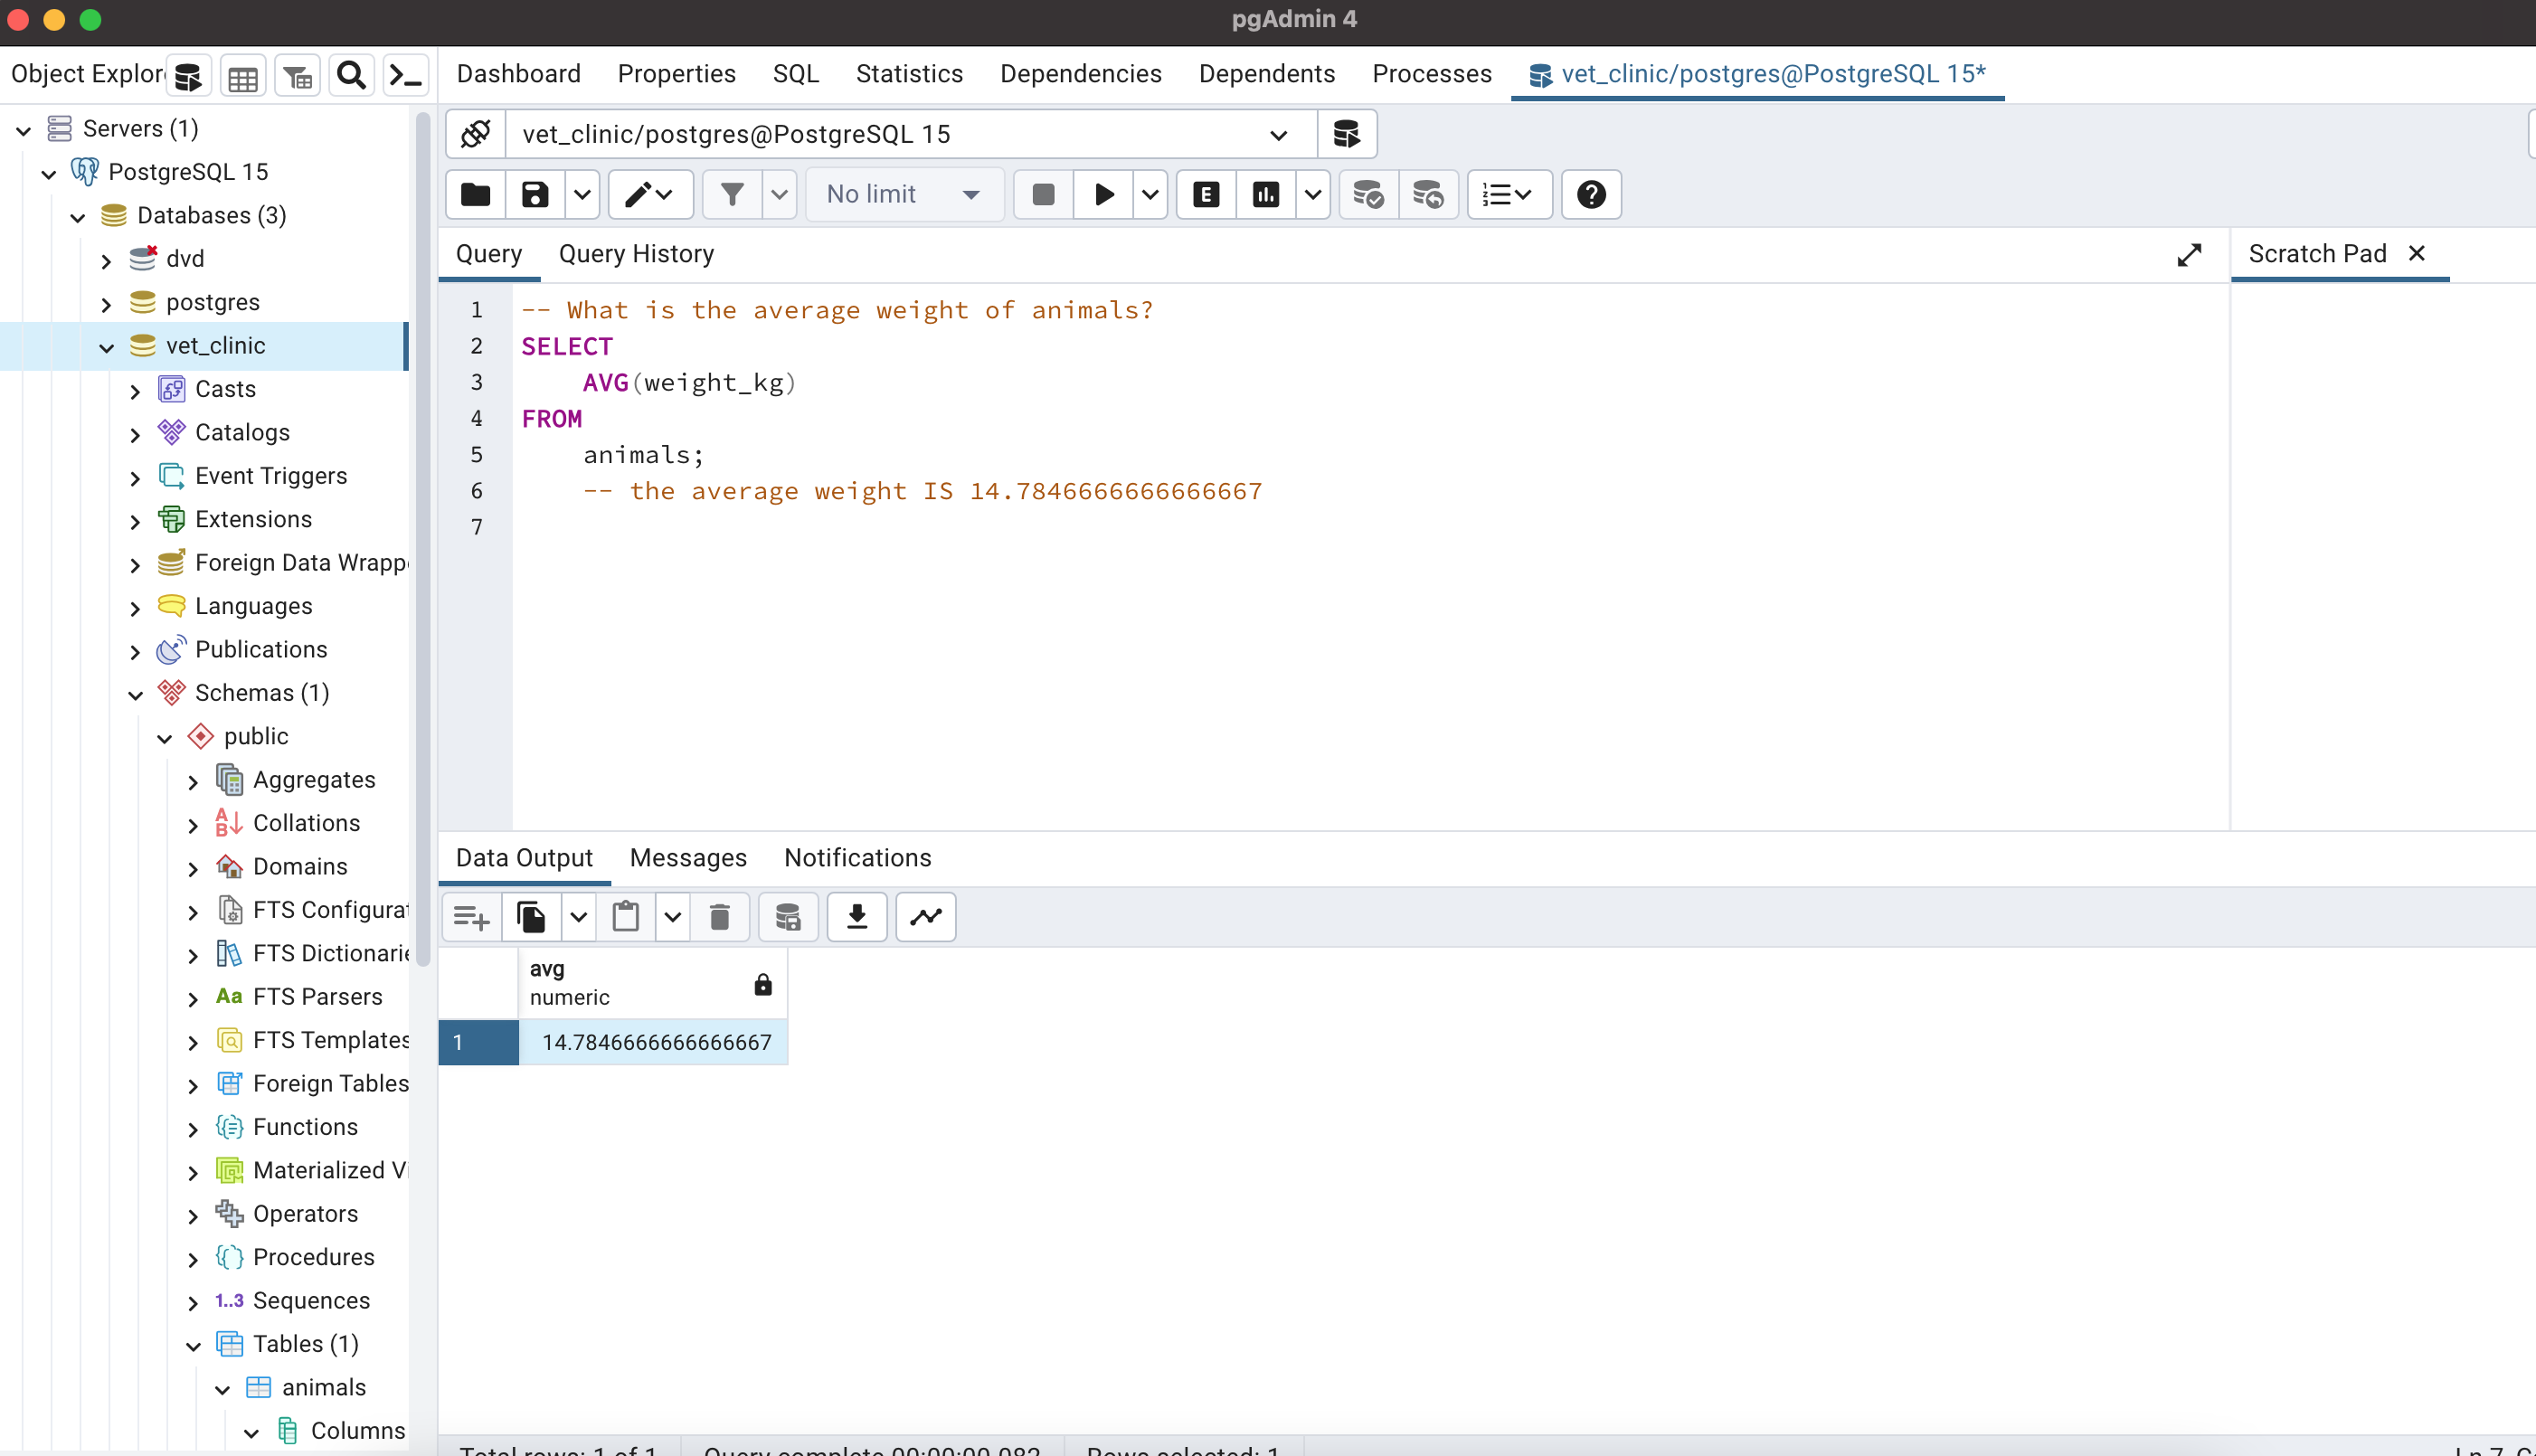 pgAdmin 4
Object Explor
Dashboard Properties SQL Statistics Dependencies Dependents Processes vet_clinic/postgres@PostgreSQL 15*
Servers (1)
PostgreSQL 15
Databases (3)
dvd
postgres
vet_clinic
Casts
Catalogs
Event Triggers
Extensions
Foreign Data Wrappe
Languages
Publications
Schemas (1)
public
Aggregates
A
B
Collations
Domains
FTS Configurat
FTS Dictionarie
Aa FTS Parsers
FTS Templates
Foreign Tables
Functions
Materialized Vi
Operators
Procedures
1..3 Sequences
Tables (1)
animals
Columns
vet_clinic/postgres@PostgreSQL 15
No limit
E
Query Query History
Scratch Pad
1 -- What is the average weight of animals?
2 SELECT
3 AVG(weight_kg)
4 FROM
5 animals;
6 -- the average weight IS 14.7846666666666667
7
Data Output Messages Notifications
avg
numeric
1 14.7846666666666667
Total rows: 1 of 1 Query complete 00:00:00.082 Rows selected: 1 Ln 7,